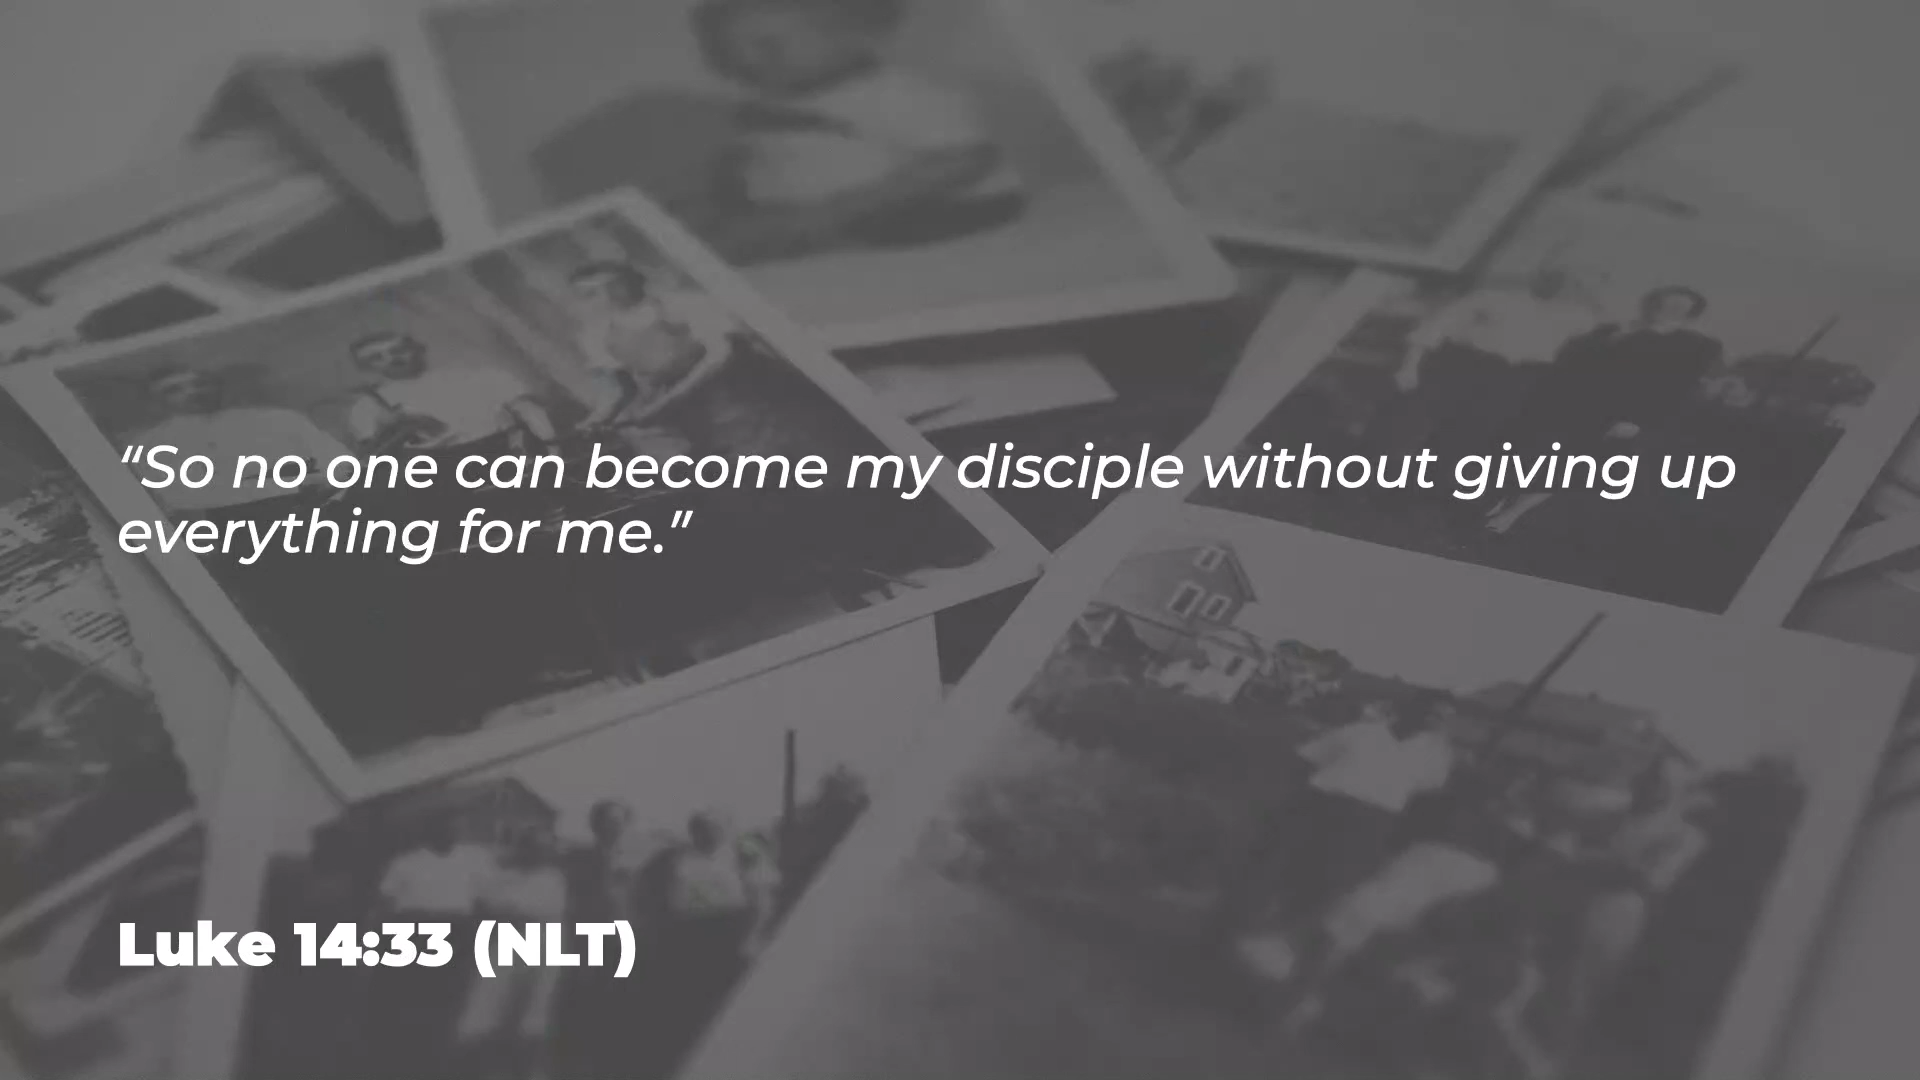 “So no one can become my disciple without giving up
everything for me.”
Luke 14:33 (NLT)